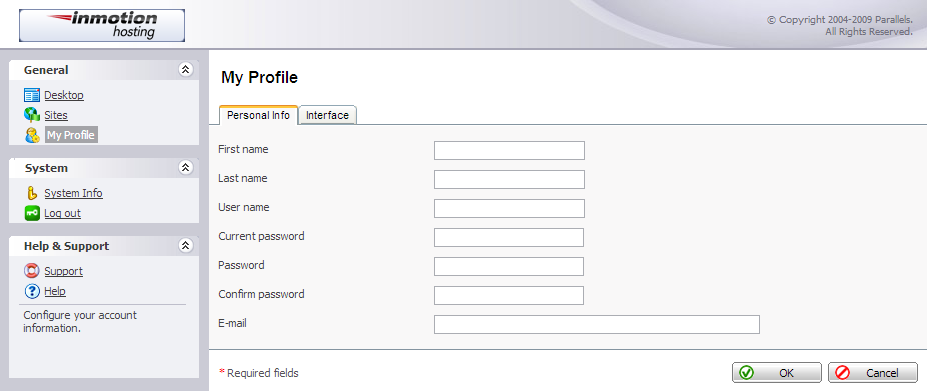 inmotion
hosting
© Copyright 2004-2009 Parallels.
All Rights Reserved.
General
Desktop
Sites
My Profile
System
System Info
Log out
Help & Support
Support
Help
Configure your account
information.
My Profile
Personal Info
Interface
First name
Last name
User name
Current password
Password
Confirm password
E-mail
* Required fields
OK
Cancel